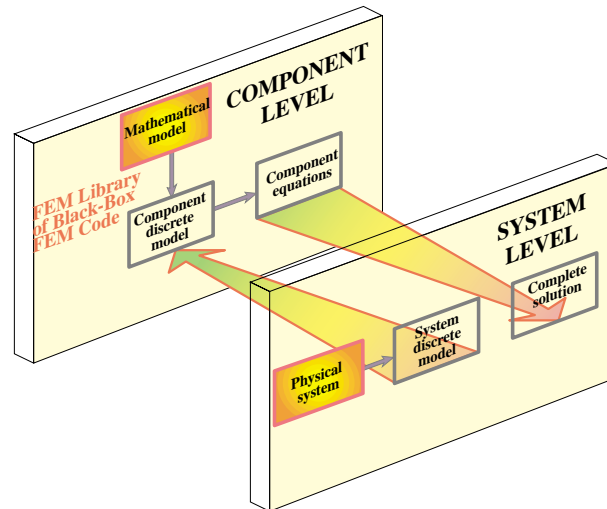 COMPONENT
LEVEL
Mathematical
model
FEM Library
of Black-Box
FEM Code
Component
discrete
model
Component
equations
SYSTEM
LEVEL
Complete
solution
System
discrete
model
Physical
system